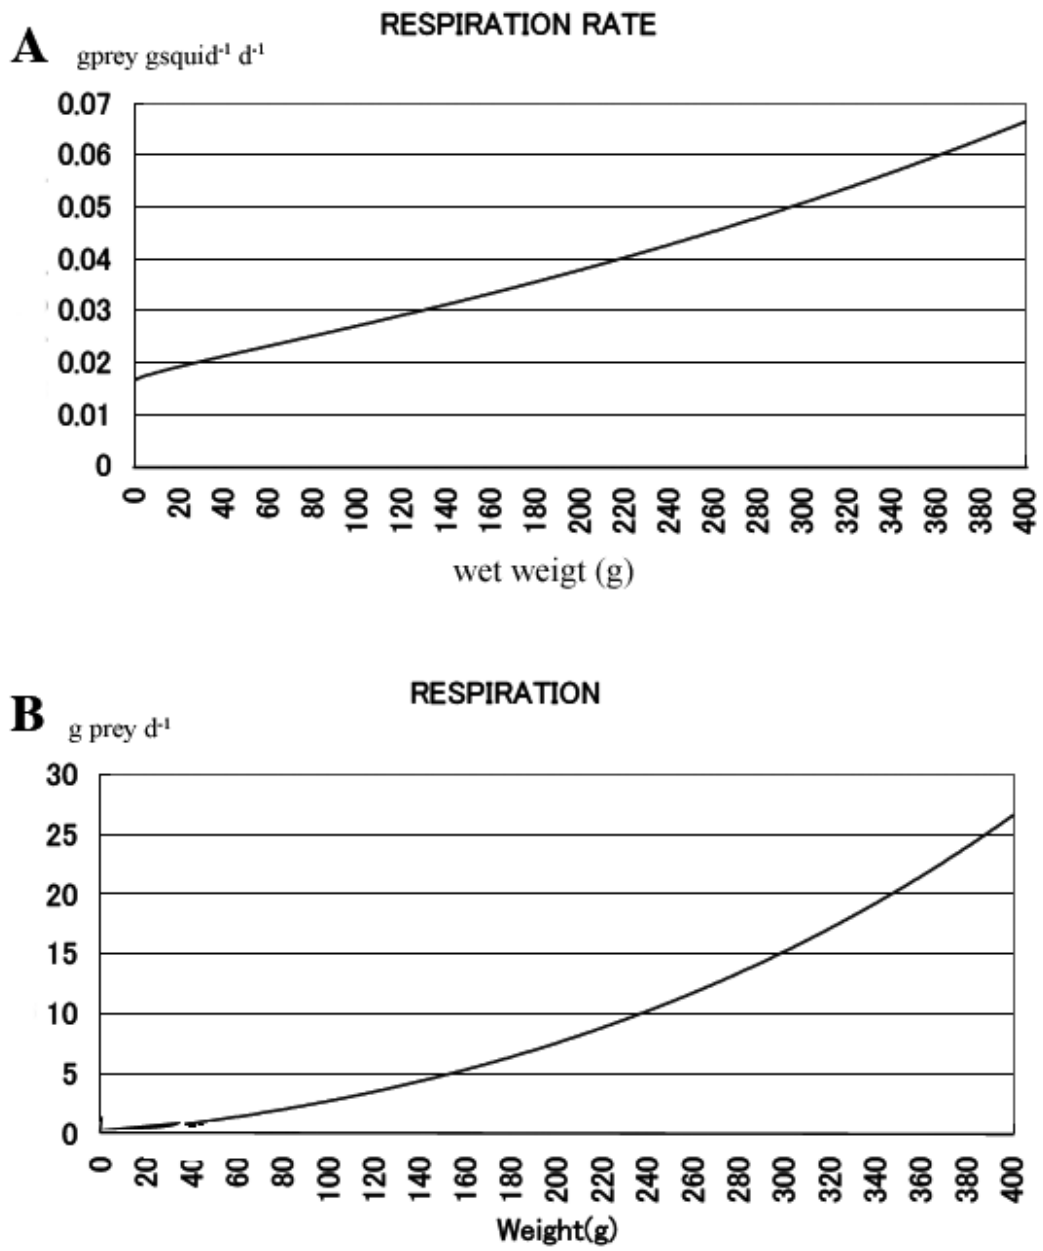 RESPIRATION RATE
A gprey gsquid⁻¹ d⁻¹
0.07
0.06
0.05
0.04
0.03
0.02
0.01
0
0 20 40 60 80 100 120 140 160 180 200 220 240 260 280 300 320 340 360 380 400
wet weigt (g)
RESPIRATION
B g prey d⁻¹
30
25
20
15
10
5
0
0 20 40 60 80 100 120 140 160 180 200 220 240 260 280 300 320 340 360 380 400
Weight(g)